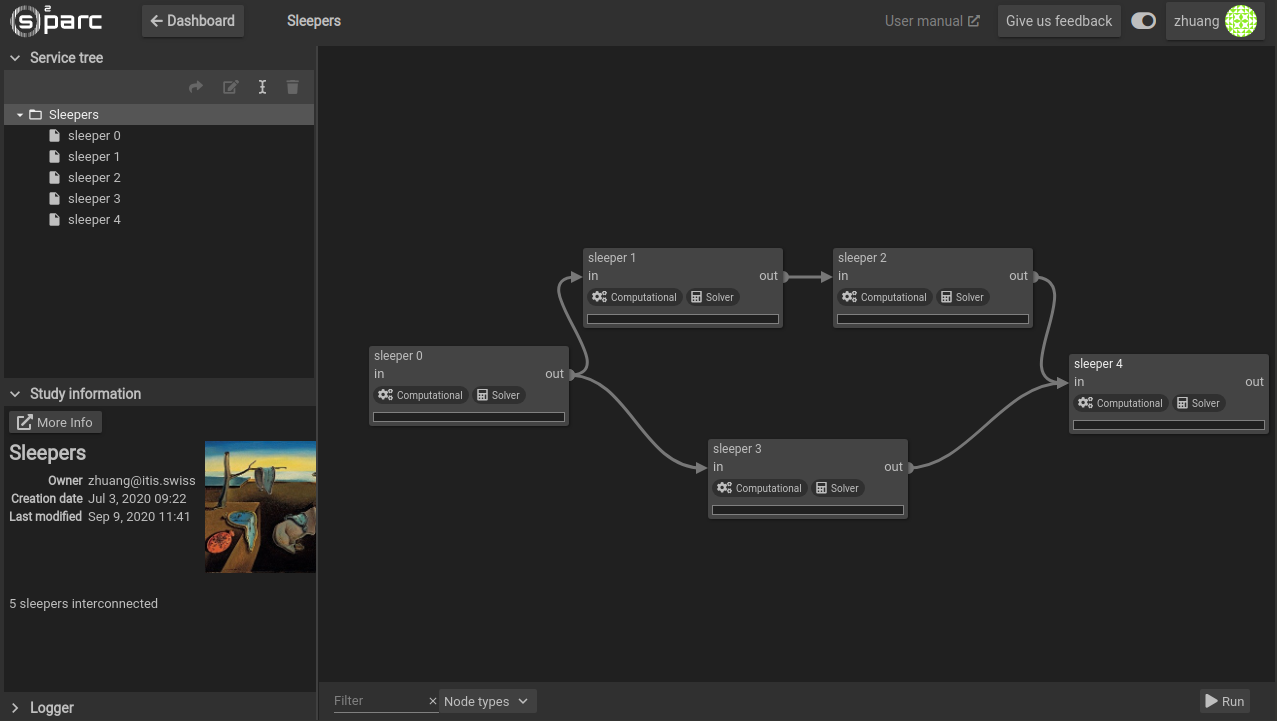 s2parc Dashboard Sleepers User manual Give us feedback zhuang
Service tree
Sleepers
sleeper 0
sleeper 1
sleeper 2
sleeper 3
sleeper 4
Study information
More Info
Sleepers
Owner zhuang@itis.swiss
Creation date Jul 3, 2020 09:22
Last modified Sep 9, 2020 11:41
5 sleepers interconnected
Logger
sleeper 0
in out
Computational Solver
sleeper 1
in out
Computational Solver
sleeper 2
in out
Computational Solver
sleeper 3
in out
Computational Solver
sleeper 4
in out
Computational Solver
Filter × Node types Run